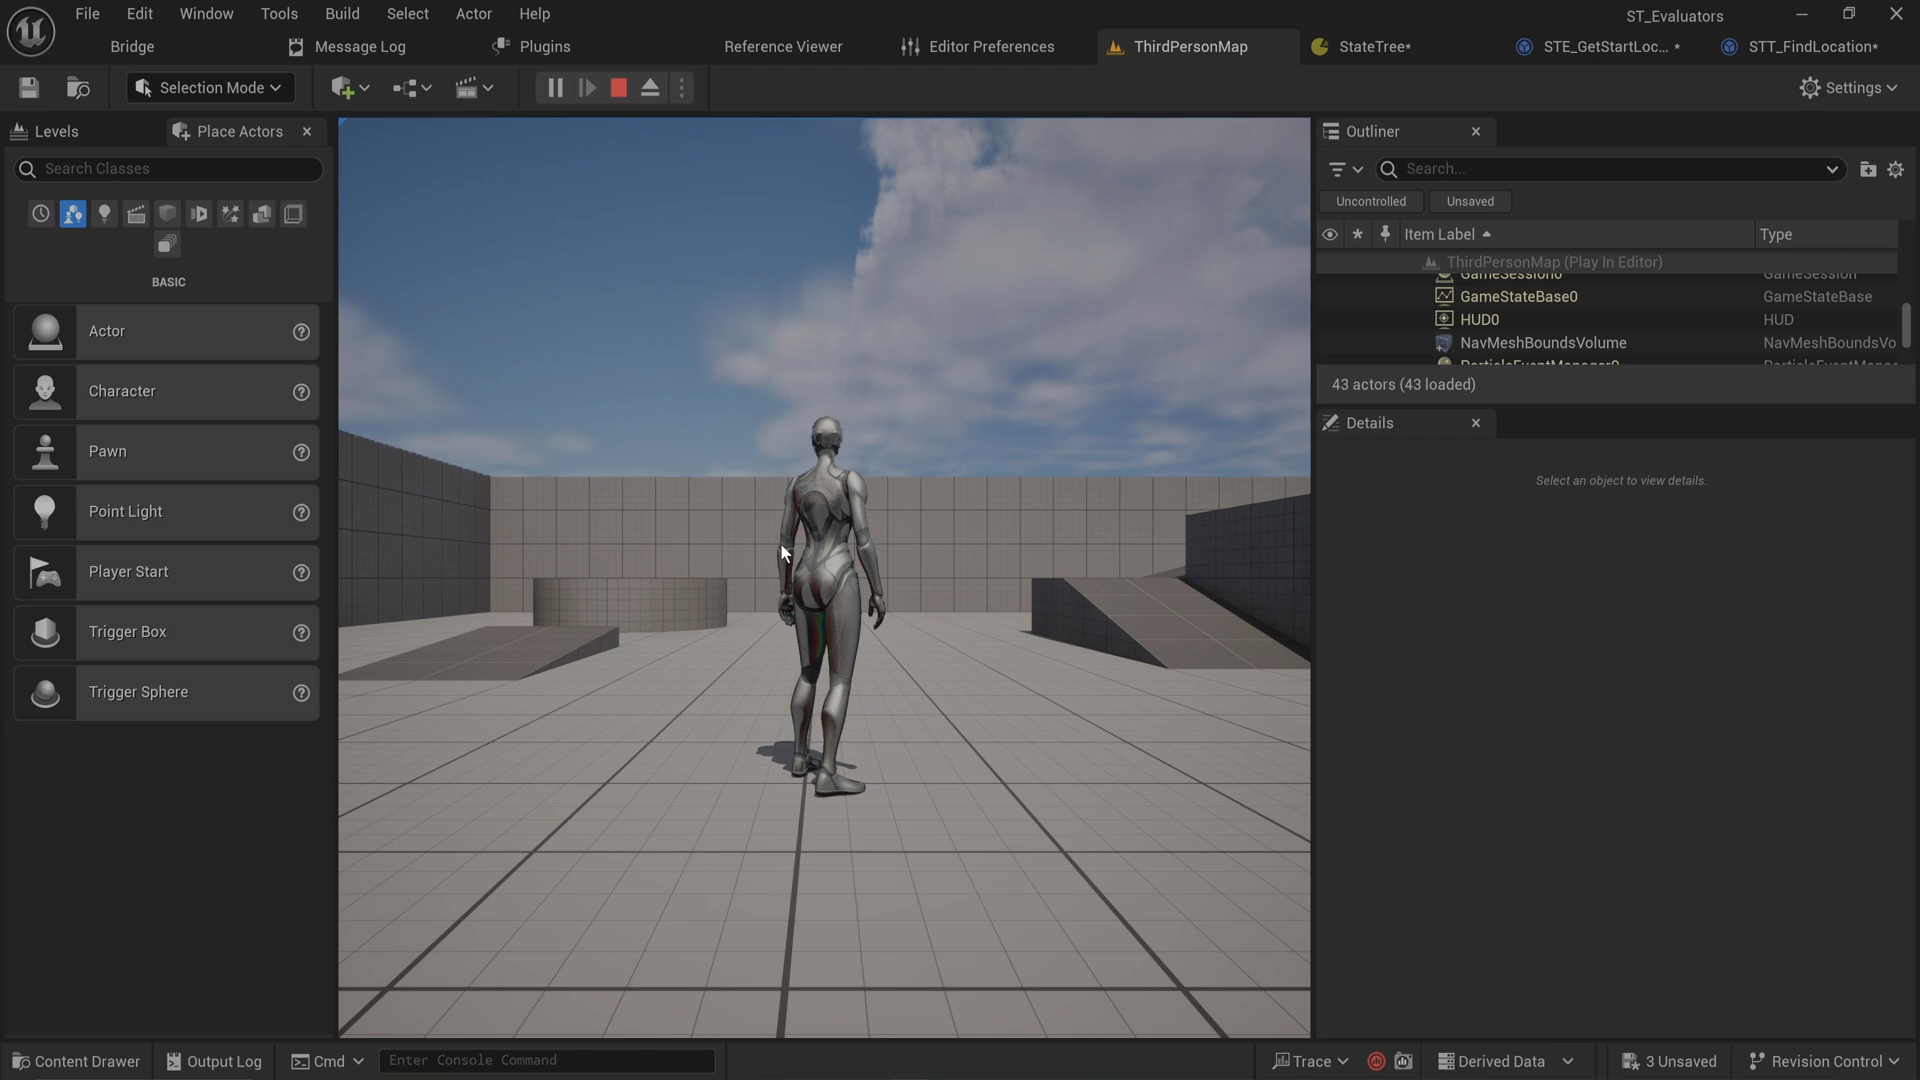 File Edit Window Tools Build Select Actor Help ST_Evaluators
Bridge Message Log Plugins Reference Viewer Editor Preferences ThirdPersonMap StateTree* STE_GetStartLoc... * STT_FindLocation*
Selection Mode Settings
Levels Place Actors
Search Classes
BASIC
Actor
Character
Pawn
Point Light
Player Start
Trigger Box
Trigger Sphere
Outliner
Search...
Uncontrolled Unsaved
Item Label Type
ThirdPersonMap (Play In Editor)
GameSession0 GameSession
GameStateBase0 GameStateBase
HUD0 HUD
NavMeshBoundsVolume NavMeshBoundsVo
43 actors (43 loaded)
Details
Select an object to view details.
Content Drawer Output Log Cmd Enter Console Command Trace Derived Data 3 Unsaved Revision Control